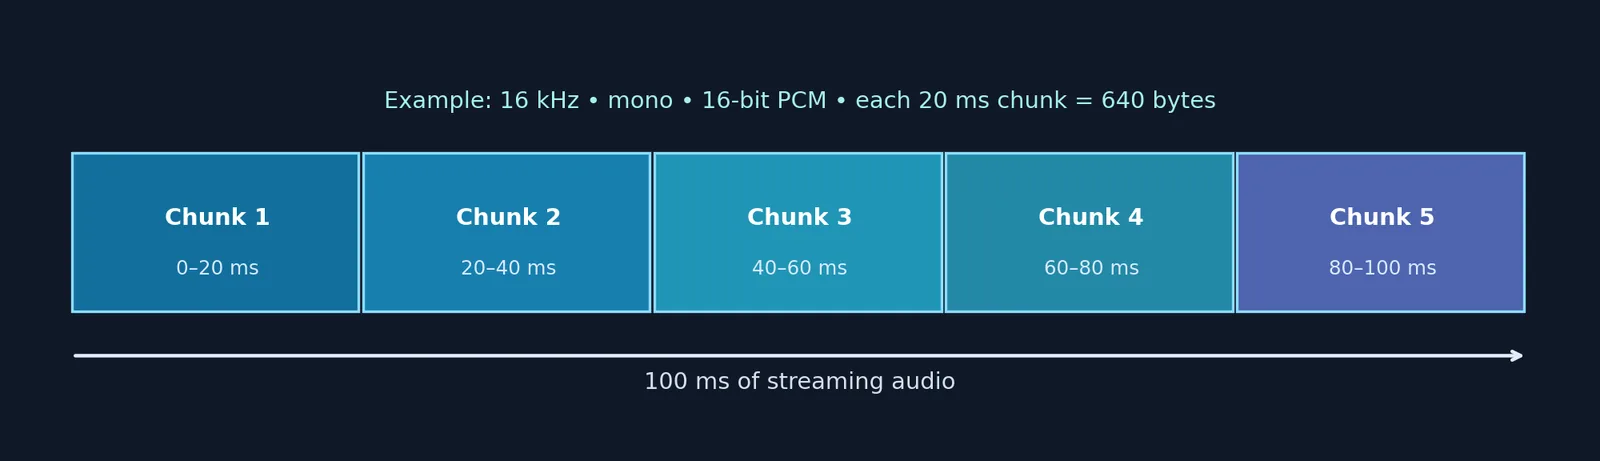 Example: 16 kHz • mono • 16-bit PCM • each 20 ms chunk = 640 bytes
Chunk 1
0–20 ms
Chunk 2
20–40 ms
Chunk 3
40–60 ms
Chunk 4
60–80 ms
Chunk 5
80–100 ms
100 ms of streaming audio